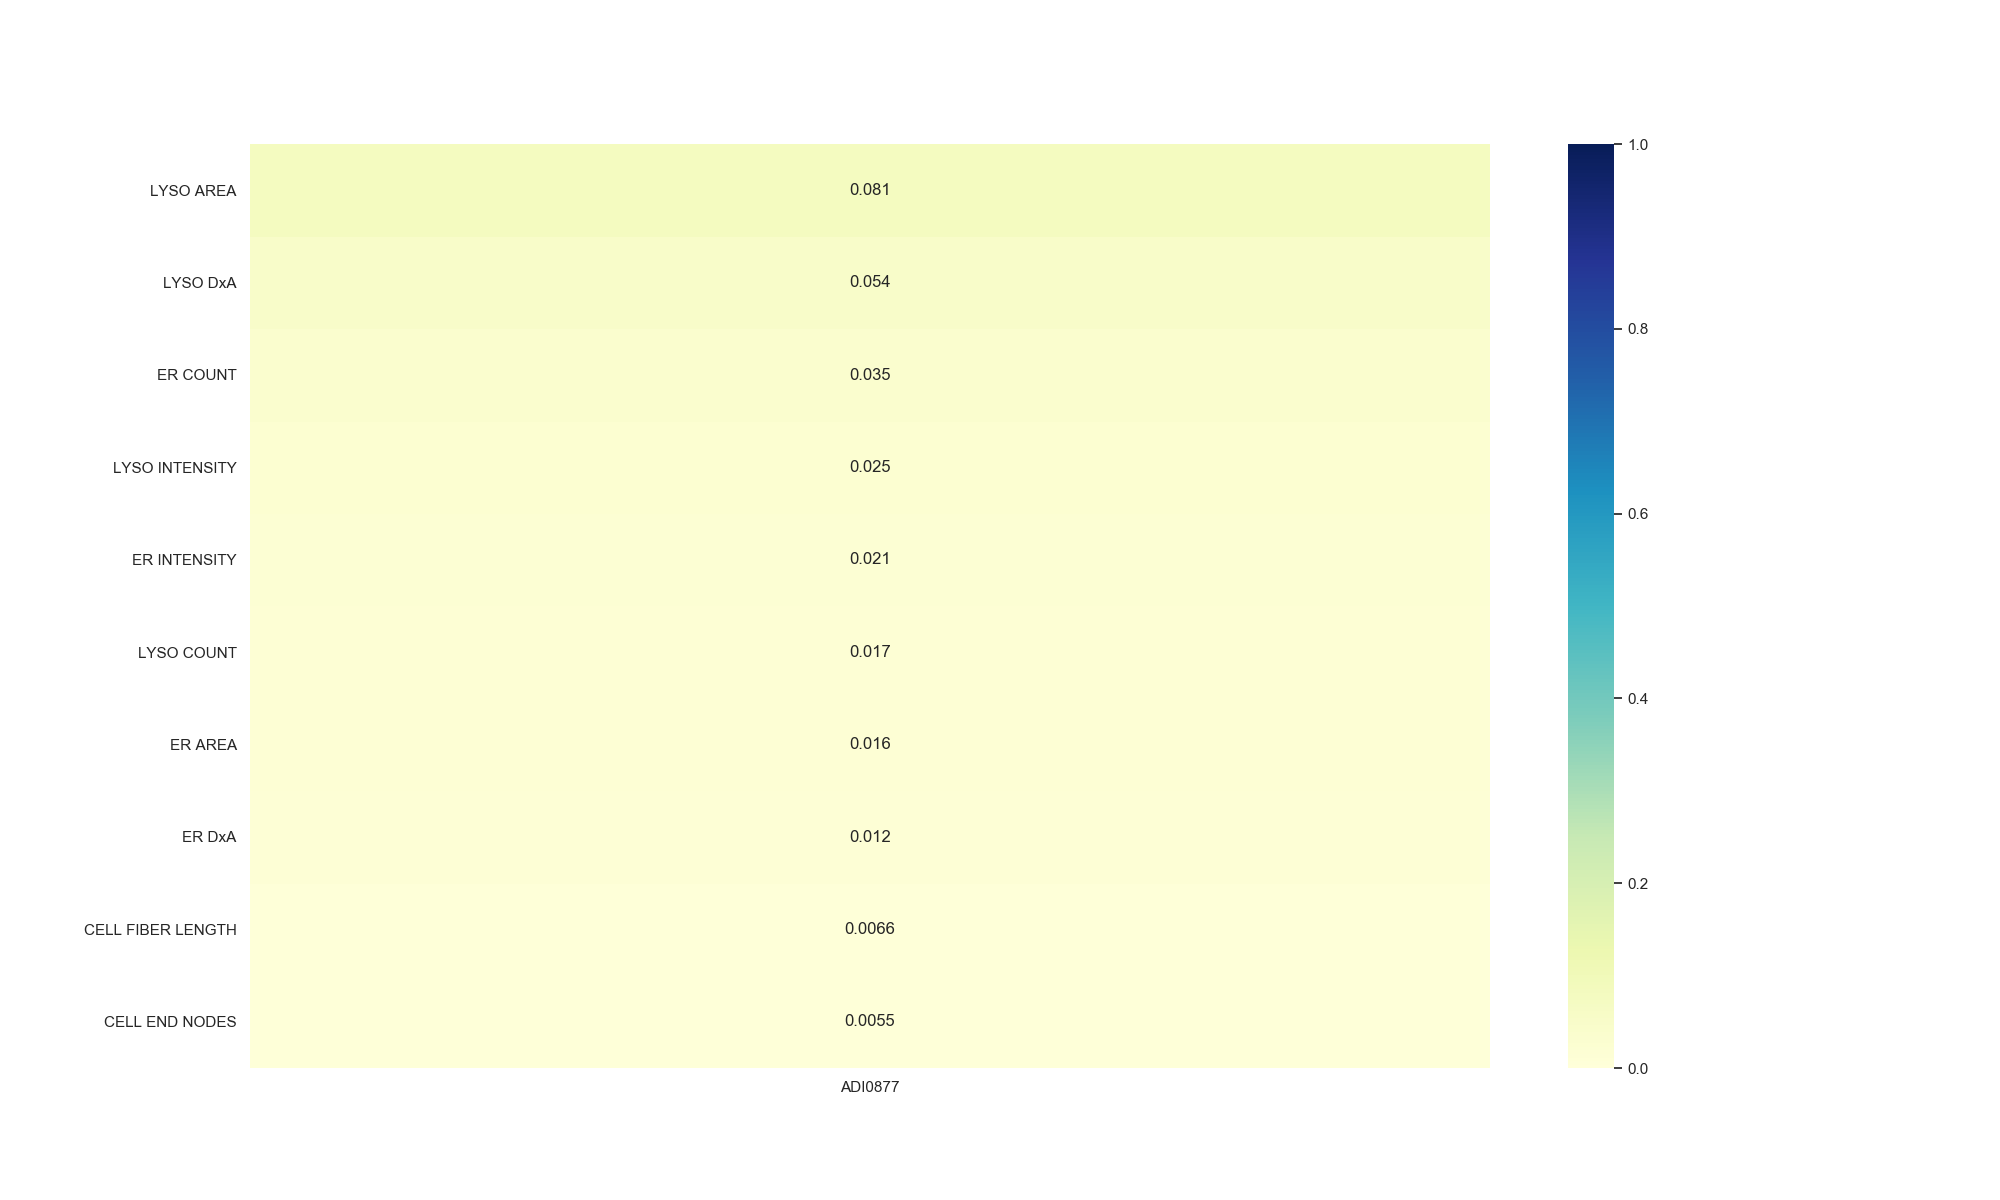 LYSO AREA 0.081
LYSO DxA 0.054
ER COUNT 0.035
LYSO INTENSITY 0.025
ER INTENSITY 0.021
LYSO COUNT 0.017
ER AREA 0.016
ER DxA 0.012
CELL FIBER LENGTH 0.0066
CELL END NODES 0.0055
ADI0877
1.0
0.8
0.6
0.4
0.2
0.0